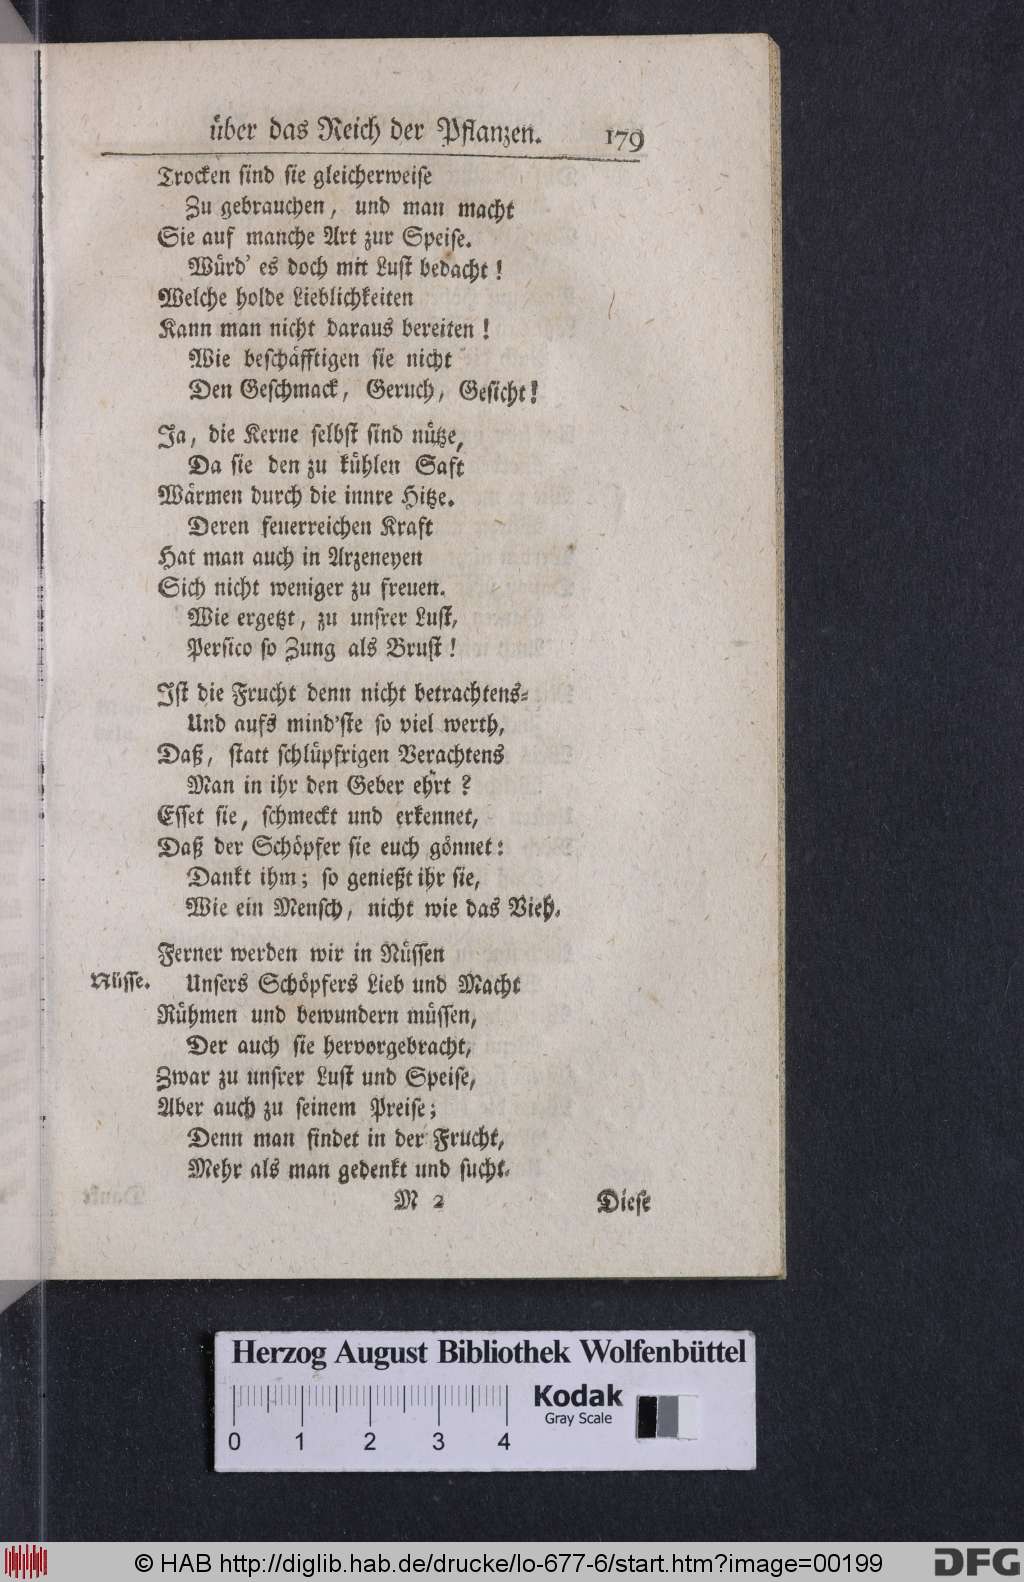 über das Reich der Pflanzen. 179
Trocken sind sie gleicherweise
Zu gebrauchen, und man macht
Sie auf manche Art zur Speise.
Würd' es doch mit Lust bedacht!
Welche holde Lieblichkeiten
Kann man nicht daraus bereiten!
Wie beschäfftigen sie nicht
Den Geschmack, Geruch, Gesicht!
Ja, die Kerne selbst sind nütze,
Da sie den zu kühlen Saft
Wärmen durch die innre Hitze.
Deren feuerreichen Kraft
Hat man auch in Arzeneyen
Sich nicht weniger zu freuen.
Wie ergetzt, zu unsrer Lust,
Persico so Zung als Brust!
Ist die Frucht denn nicht betrachtens-
Und aufs mind'ste so viel werth,
Daß, statt schlüpfrigen Verachtens
Man in ihr den Geber ehrt?
Esset sie, schmeckt und erkennet,
Daß der Schöpfer sie euch gönnet:
Dankt ihm; so genießt ihr sie,
Wie ein Mensch, nicht wie das Vieh.
Ferner werden wir in Nüssen
Nüsse. Unsers Schöpfers Lieb und Macht
Rühmen und bewundern müssen,
Der auch sie hervorgebracht,
Zwar zu unsrer Lust und Speise,
Aber auch zu seinem Preise;
Denn man findet in der Frucht,
Mehr als man gedenkt und sucht.
M 2 Diese
Herzog August Bibliothek Wolfenbüttel
Kodak
Gray Scale
0 1 2 3 4
© HAB http://diglib.hab.de/drucke/lo-677-6/start.htm?image=00199
DFG